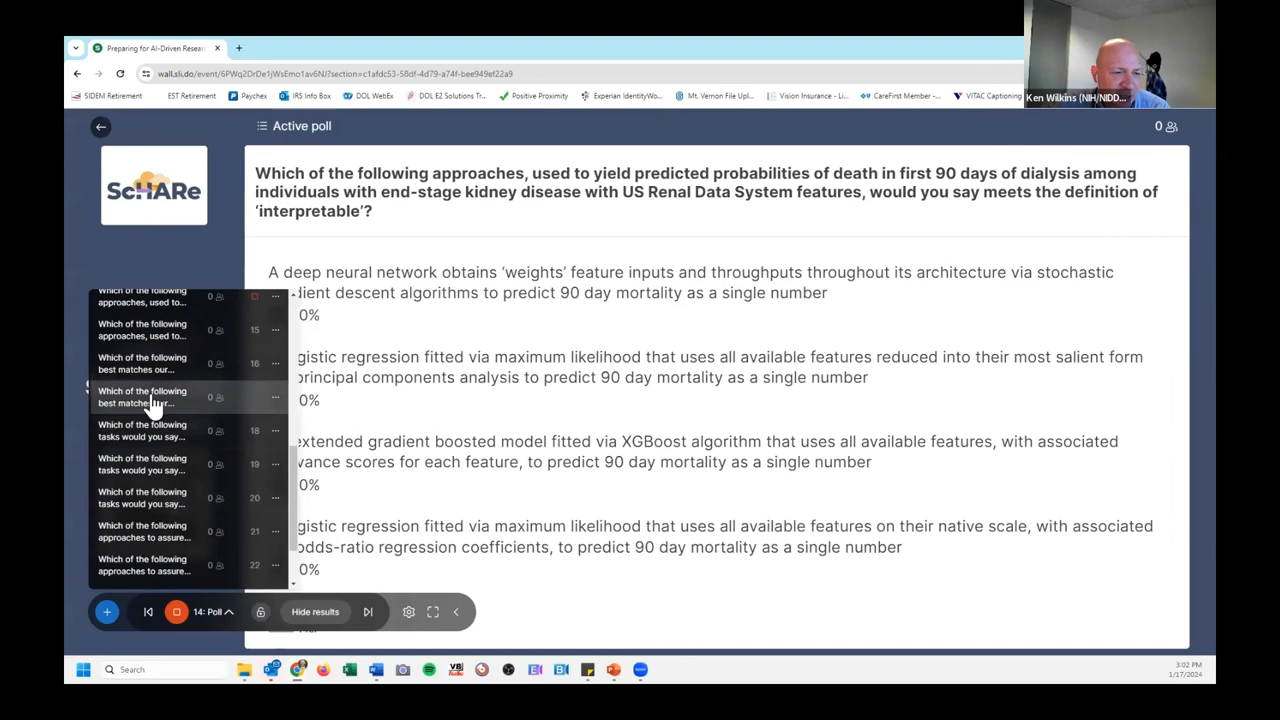 Preparing for AI-Driven Resear
wall.sli.do/event/6PWq2DrDe1jWsEmo1av6NJ?section=c1afdc53-58df-4d79-a74f-bee949ef22a9
SIDEM Retirement EST Retirement Paychex IRS Info Box DOL WebEx DOL E2 Solutions Tr... Positive Proximity Experian IdentityWo... Mt. Vernon File Upl... Vision Insurance - Li... CareFirst Member -... VITAC Captioning
Ken Wilkins (NIH/NIDD...
Active poll
0
ScHARe
Which of the following approaches, used to yield predicted probabilities of death in first 90 days of dialysis among
individuals with end-stage kidney disease with US Renal Data System features, would you say meets the definition of
'interpretable'?
A deep neural network obtains 'weights' feature inputs and throughputs throughout its architecture via stochastic
dient descent algorithms to predict 90 day mortality as a single number
0%
gistic regression fitted via maximum likelihood that uses all available features reduced into their most salient form
principal components analysis to predict 90 day mortality as a single number
0%
extended gradient boosted model fitted via XGBoost algorithm that uses all available features, with associated
vance scores for each feature, to predict 90 day mortality as a single number
0%
gistic regression fitted via maximum likelihood that uses all available features on their native scale, with associated
odds-ratio regression coefficients, to predict 90 day mortality as a single number
0%
Which of the following
approaches, used to... 0
Which of the following
approaches, used to... 0 15
Which of the following
best matches our... 0 16
Which of the following
best matches 0
Which of the following
tasks would you say... 0 18
Which of the following
tasks would you say... 0 19
Which of the following
tasks would you say... 0 20
Which of the following
approaches to assure... 0 21
Which of the following
approaches to assure... 0 22
14: Poll
Hide results
Search
3:02 PM
1/17/2024